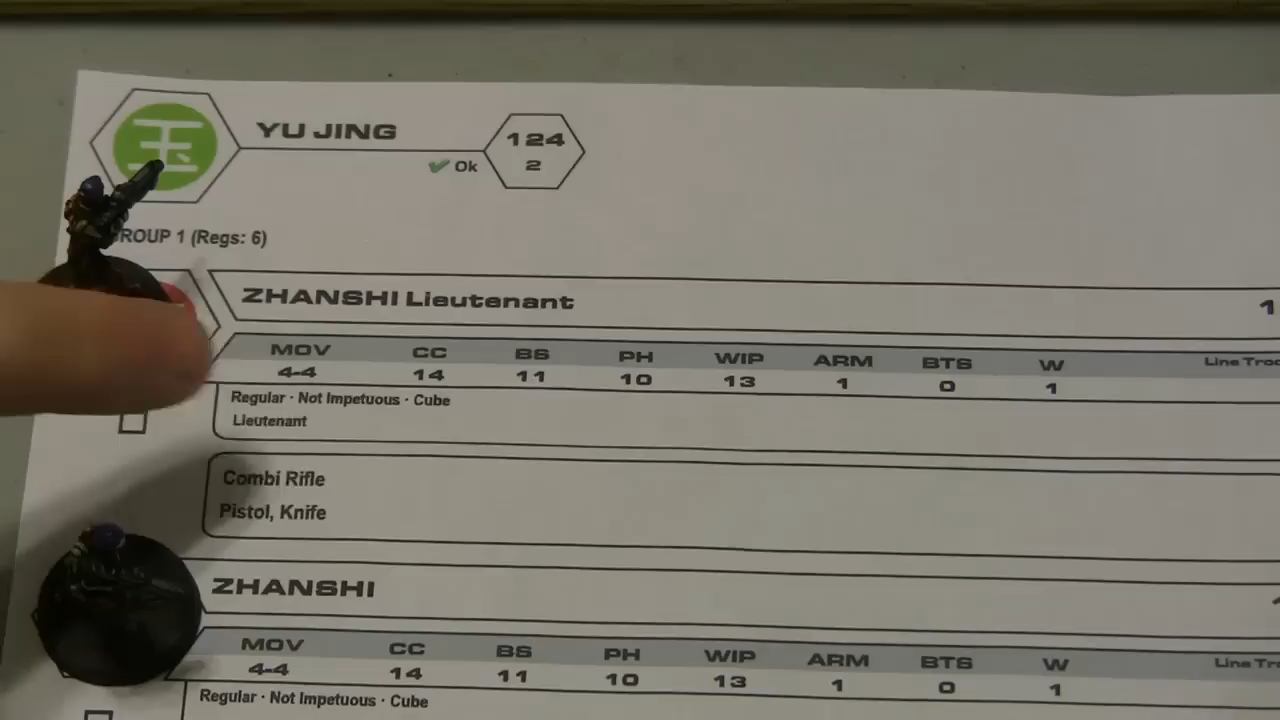 玉
YU JING
124
Ok
2
ROUP 1 (Regs: 6)
ZHANSHI Lieutenant 1
MOV CC BS PH WIP ARM BTS W Line Troo
4-4 14 11 10 13 1 0 1
Regular · Not Impetuous · Cube
Lieutenant
Combi Rifle
Pistol, Knife
ZHANSHI
MOV CC BS PH WIP ARM BTS W Line Tro
4-4 14 11 10 13 1 0 1
Regular · Not Impetuous · Cube